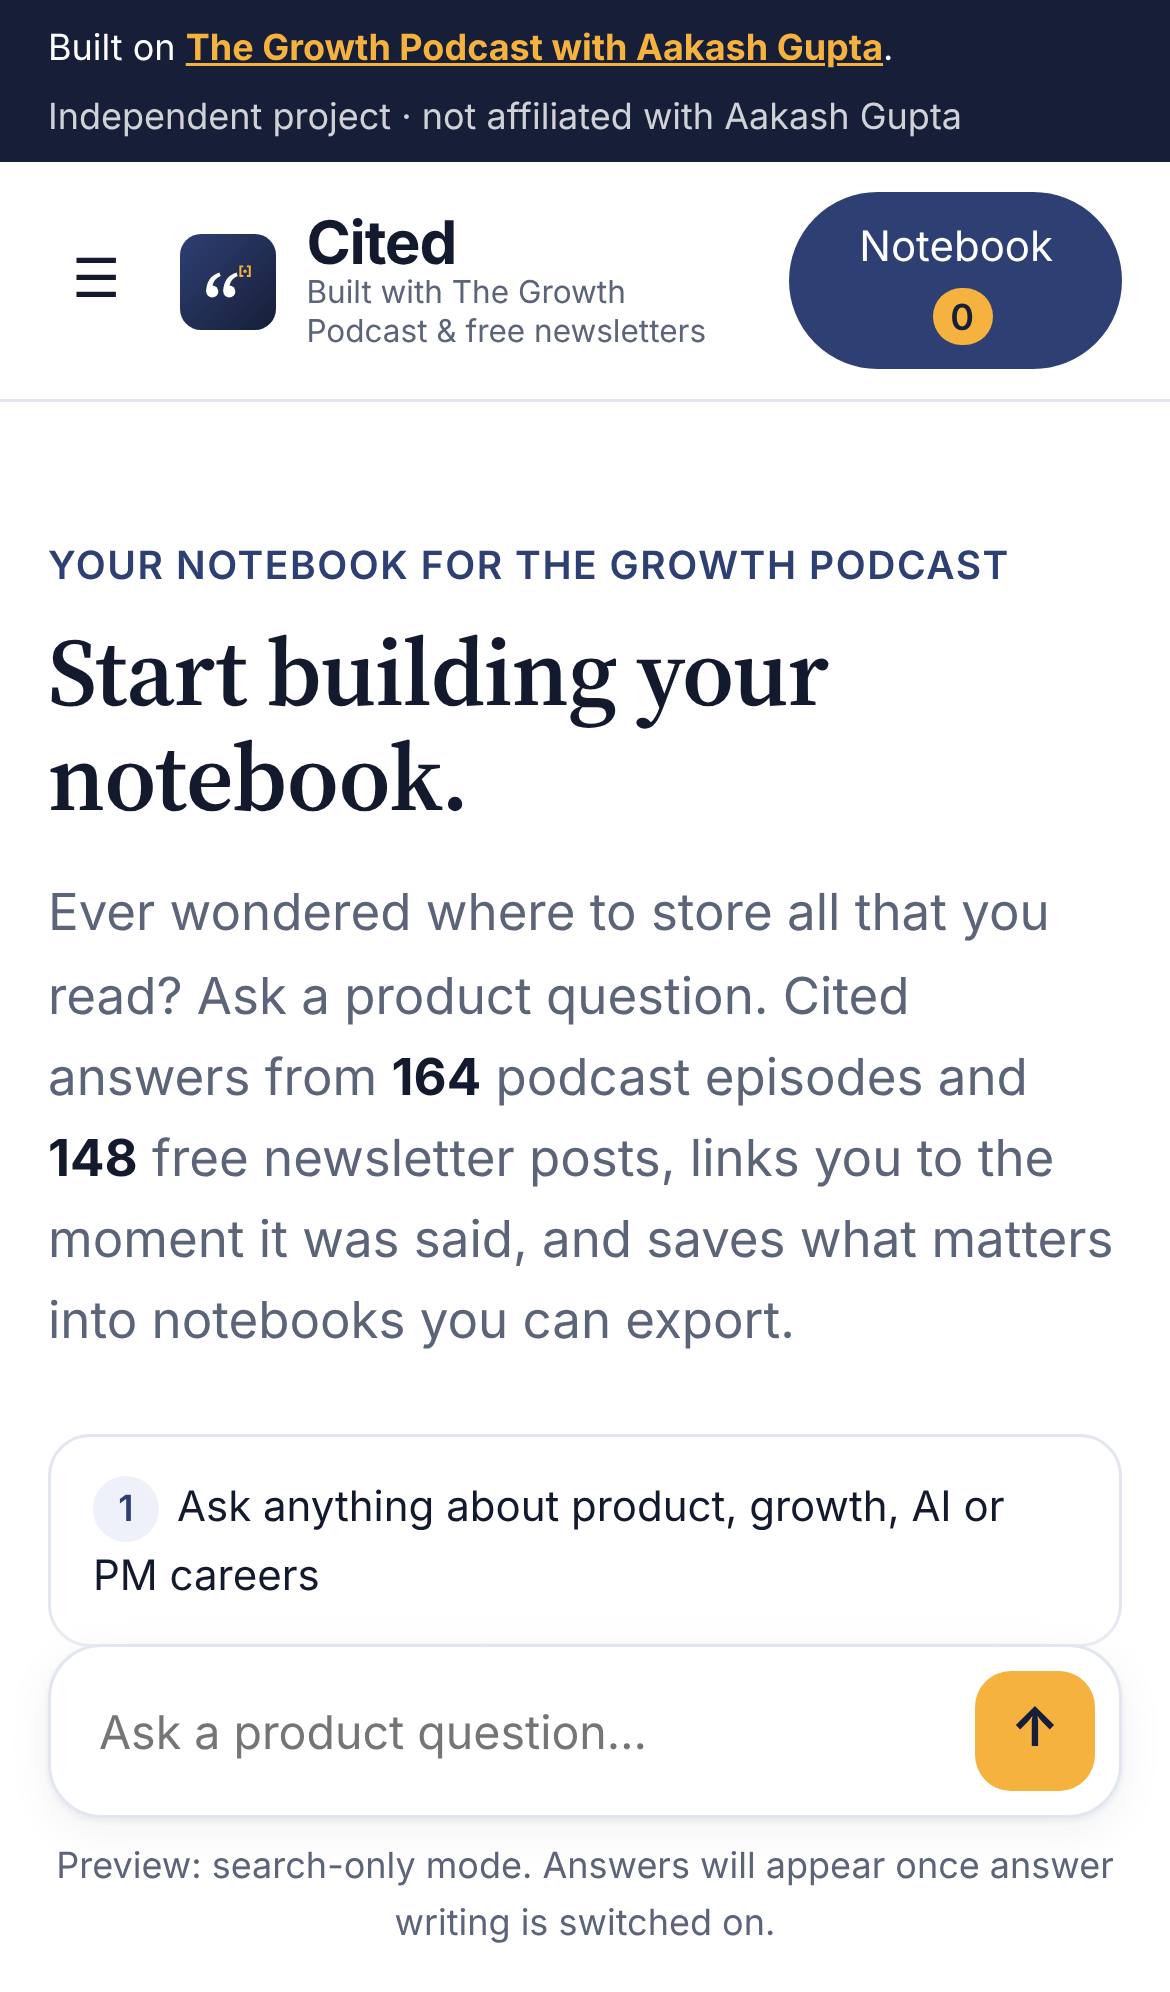 Built on The Growth Podcast with Aakash Gupta.
Independent project · not affiliated with Aakash Gupta
☰
“[·]
Cited
Built with The Growth
Podcast & free newsletters
Notebook
0
YOUR NOTEBOOK FOR THE GROWTH PODCAST
Start building your
notebook.
Ever wondered where to store all that you
read? Ask a product question. Cited
answers from 164 podcast episodes and
148 free newsletter posts, links you to the
moment it was said, and saves what matters
into notebooks you can export.
1 Ask anything about product, growth, AI or
PM careers
Ask a product question...
↑
Preview: search-only mode. Answers will appear once answer
writing is switched on.